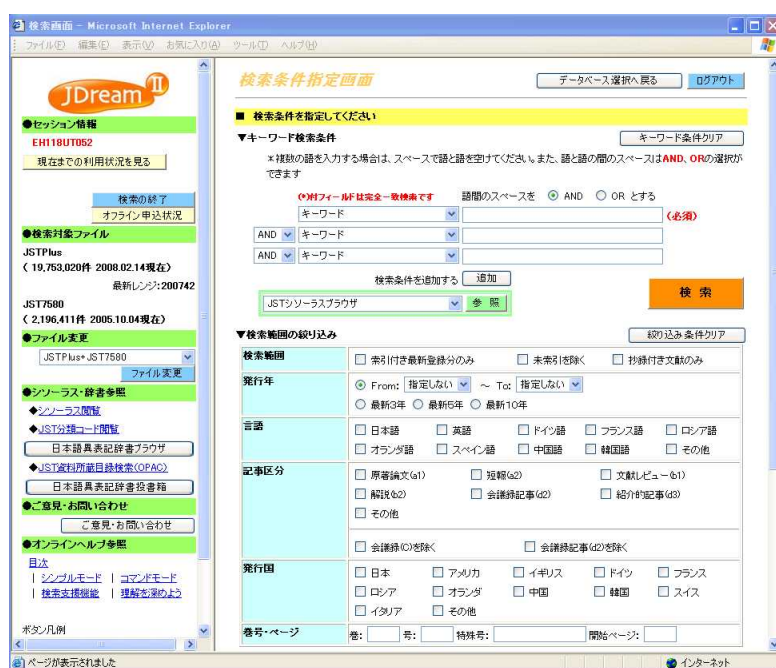 検索画面 - Microsoft Internet Explorer
ファイル(F) 編集(E) 表示(V) お気に入り(A) ツール(T) ヘルプ(H)
JDreamII
●セッション情報
EH118UT052
現在までの利用状況を見る
検索の終了
オフライン申込状況
●検索対象ファイル
JSTPlus
( 19,753,020件 2008.02.14現在)
最新レンジ:200742
JST7580
( 2,196,411件 2005.10.04現在)
●ファイル変更
JSTPlus+JST7580
ファイル変更
●シソーラス・辞書参照
◆シソーラス閲覧
◆JST分類コード閲覧
日本語異表記辞書ブラウザ
◆JST資料所蔵目録検索(OPAC)
日本語異表記辞書投書箱
●ご意見・お問い合わせ
ご意見・お問い合わせ
●オンラインヘルプ参照
目次
| シンプルモード | コマンドモード
| 検索支援機能 | 理解を深めよう
ボタン凡例
検索条件指定画面
データベース選択へ戻る ログアウト
■ 検索条件を指定してください
▼キーワード検索条件 キーワード条件クリア
※複数の語を入力する場合は、スペースで語と語を空けてください。また、語と語の間のスペースはAND、ORの選択が
できます
(*)付フィールドは完全一致検索です 語間のスペースを AND OR とする
キーワード (必須)
AND キーワード
AND キーワード
検索条件を追加する 追加
JSTシソーラスブラウザ 参 照
検 索
▼検索範囲の絞り込み 絞り込み条件クリア
検索範囲 索引付き最新登録分のみ 未索引を除く 抄録付き文献のみ
発行年 From: 指定しない ～ To: 指定しない
最新3年 最新5年 最新10年
言語 日本語 英語 ドイツ語 フランス語 ロシア語
オランダ語 スペイン語 中国語 韓国語 その他
記事区分 原著論文(a1) 短報(a2) 文献レビュー(b1)
解説(b2) 会議録記事(d2) 紹介的記事(d3)
その他
会議録(C)を除く 会議録記事(d2)を除く
発行国 日本 アメリカ イギリス ドイツ フランス
ロシア オランダ 中国 韓国 スイス
イタリア その他
巻号・ページ 巻: 号: 特殊号: 開始ページ:
ページが表示されました インターネット